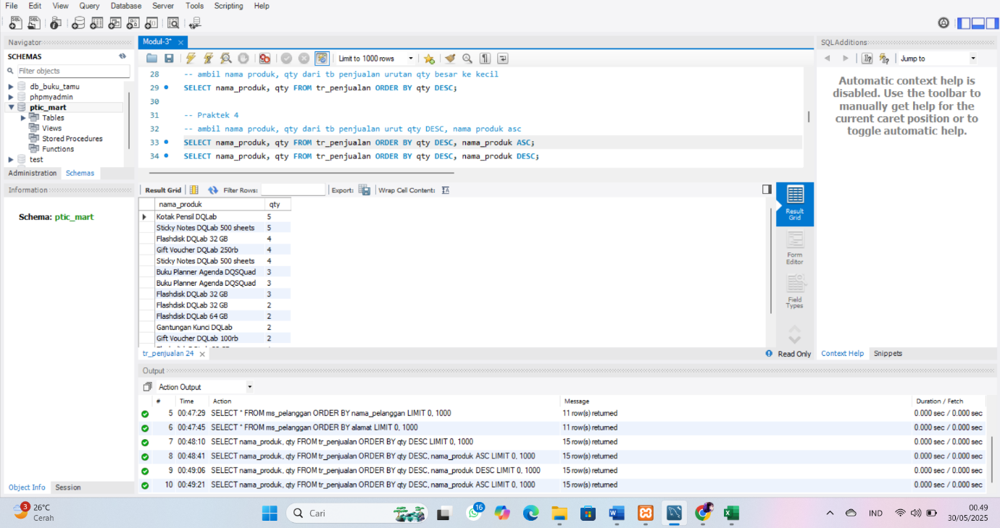 File Edit View Query Database Server Tools Scripting Help
Navigator
SCHEMAS
Filter objects
db_buku_tamu
phpmyadmin
ptic_mart
Tables
Views
Stored Procedures
Functions
test
Administration Schemas
Information
Schema: ptic_mart
Object Info Session
Modul-3*
Limit to 1000 rows
28 -- ambil nama produk, qty dari tb penjualan urutan qty besar ke kecil
29 SELECT nama_produk, qty FROM tr_penjualan ORDER BY qty DESC;
30
31 -- Praktek 4
32 -- ambil nama produk, qty dari tb penjualan urut qty DESC, nama produk asc
33 SELECT nama_produk, qty FROM tr_penjualan ORDER BY qty DESC, nama_produk ASC;
34 SELECT nama_produk, qty FROM tr_penjualan ORDER BY qty DESC, nama_produk DESC;
Result Grid Filter Rows: Export: Wrap Cell Content:
nama_produk qty
Kotak Pensil DQLab 5
Sticky Notes DQLab 500 sheets 5
Flashdisk DQLab 32 GB 4
Gift Voucher DQLab 250rb 4
Sticky Notes DQLab 500 sheets 4
Buku Planner Agenda DQSQuad 3
Buku Planner Agenda DQSQuad 3
Flashdisk DQLab 32 GB 3
Flashdisk DQLab 32 GB 2
Flashdisk DQLab 64 GB 2
Gantungan Kunci DQLab 2
Gift Voucher DQLab 100rb 2
Result
Grid
Form
Editor
Field
Types
tr_penjualan 24
Read Only
SQLAdditions
Jump to
Automatic context help is
disabled. Use the toolbar to
manually get help for the
current caret position or to
toggle automatic help.
Context Help Snippets
Output
Action Output
# Time Action Message Duration / Fetch
5 00:47:29 SELECT * FROM ms_pelanggan ORDER BY nama_pelanggan LIMIT 0, 1000 11 row(s) returned 0.000 sec / 0.000 sec
6 00:47:45 SELECT * FROM ms_pelanggan ORDER BY alamat LIMIT 0, 1000 11 row(s) returned 0.000 sec / 0.000 sec
7 00:48:10 SELECT nama_produk, qty FROM tr_penjualan ORDER BY qty DESC LIMIT 0, 1000 15 row(s) returned 0.000 sec / 0.000 sec
8 00:48:41 SELECT nama_produk, qty FROM tr_penjualan ORDER BY qty DESC, nama_produk ASC LIMIT 0, 1000 15 row(s) returned 0.000 sec / 0.000 sec
9 00:49:06 SELECT nama_produk, qty FROM tr_penjualan ORDER BY qty DESC, nama_produk DESC LIMIT 0, 1000 15 row(s) returned 0.000 sec / 0.000 sec
10 00:49:21 SELECT nama_produk, qty FROM tr_penjualan ORDER BY qty DESC, nama_produk ASC LIMIT 0, 1000 15 row(s) returned 0.000 sec / 0.000 sec
3
26°C
Cerah
Cari
16
IND
00.49
30/05/2025